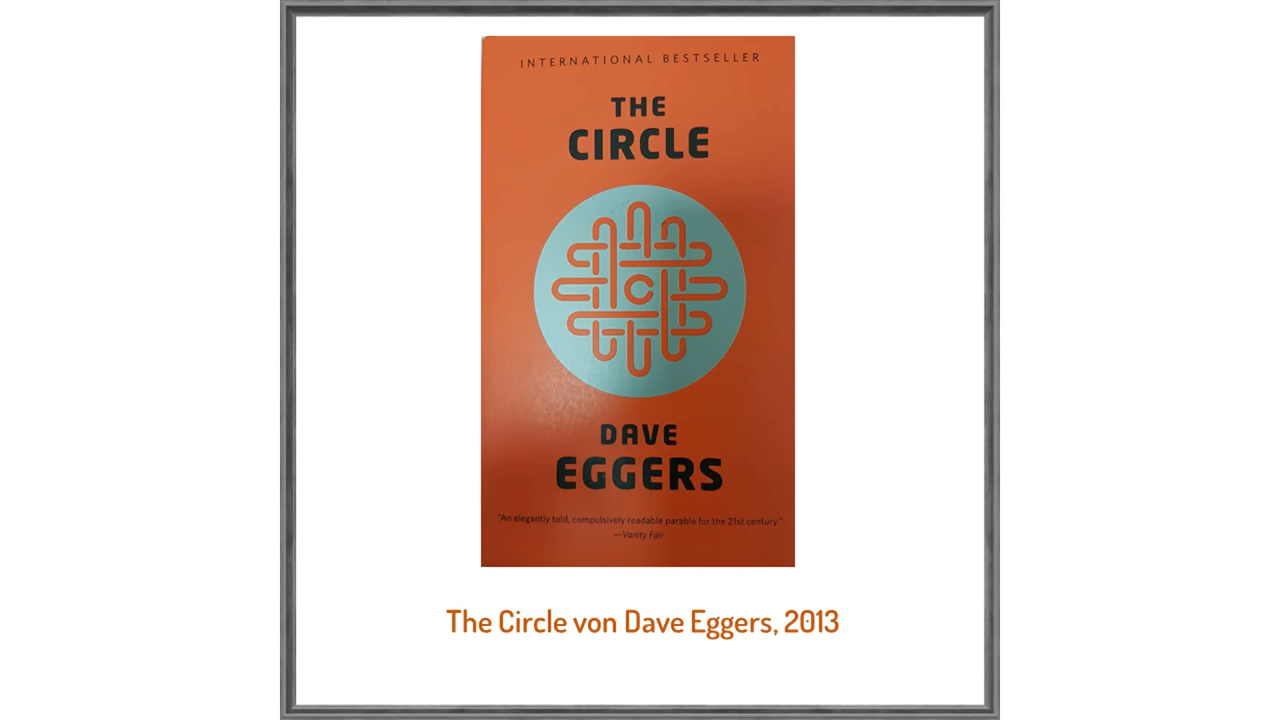 INTERNATIONAL BESTSELLER
THE
CIRCLE
C
DAVE
EGGERS
"An elegantly told, compulsively readable parable for the 21st century."
—Vanity Fair
The Circle von Dave Eggers, 2013